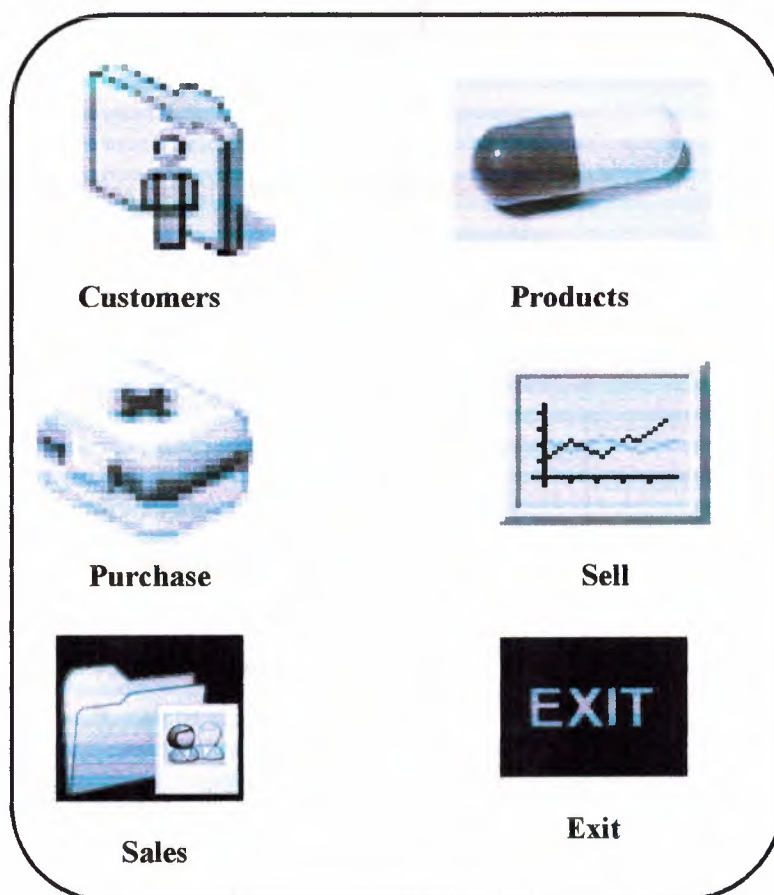 Customers
Products
Purchase
Sell
EXIT
Sales
Exit